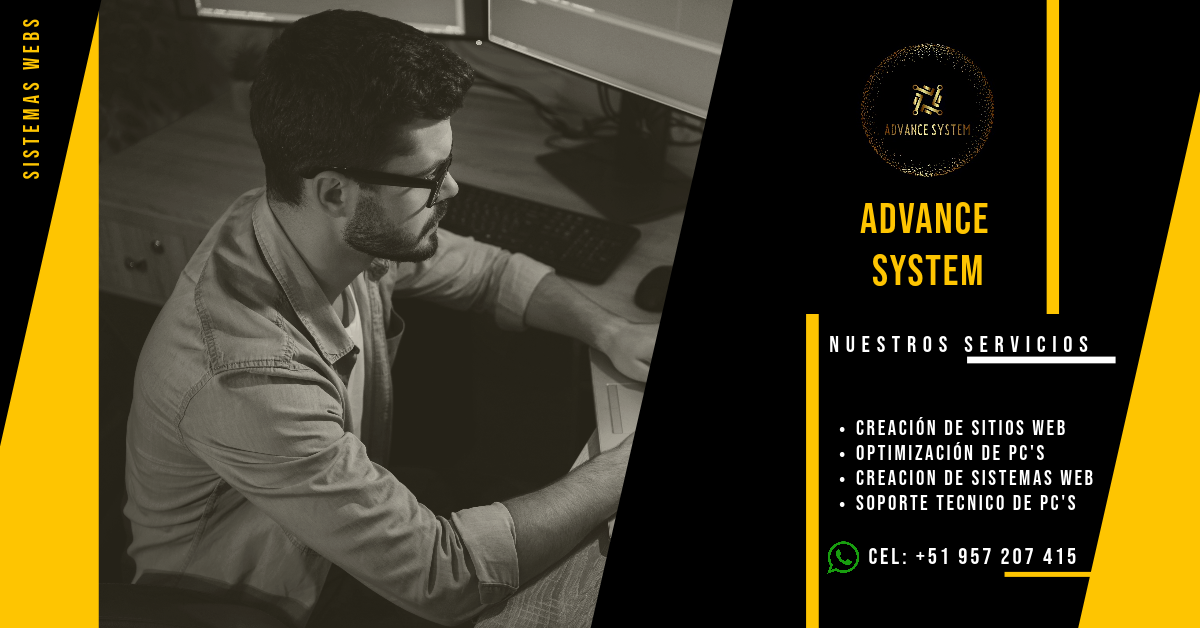 SISTEMAS WEBS
ADVANCE SYSTEM
ADVANCE
SYSTEM
NUESTROS SERVICIOS
• CREACIÓN DE SITIOS WEB
• OPTIMIZACIÓN DE PC'S
• CREACION DE SISTEMAS WEB
• SOPORTE TECNICO DE PC'S
CEL: +51 957 207 415